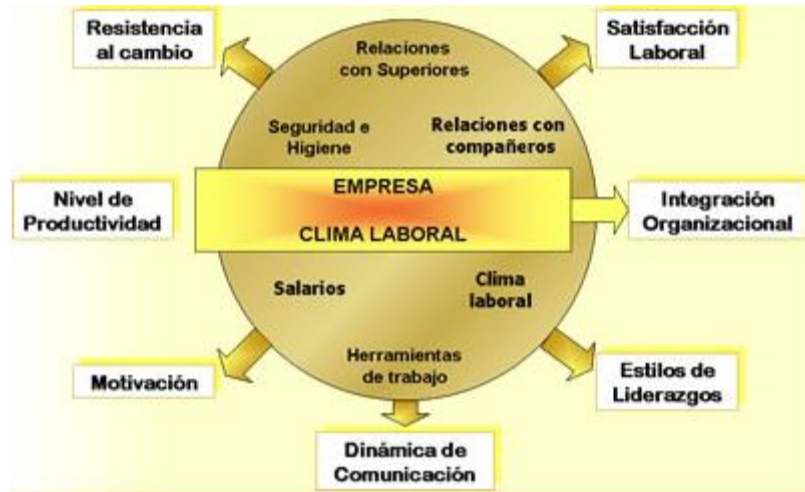 Resistencia
al cambio
Relaciones
con Superiores
Satisfacción
Laboral
Seguridad e
Higiene
Relaciones con
compañeros
Nivel de
Productividad
EMPRESA
CLIMA LABORAL
Integración
Organizacional
Salarios
Clima
laboral
Motivación
Herramientas
de trabajo
Estilos de
Liderazgos
Dinámica de
Comunicación